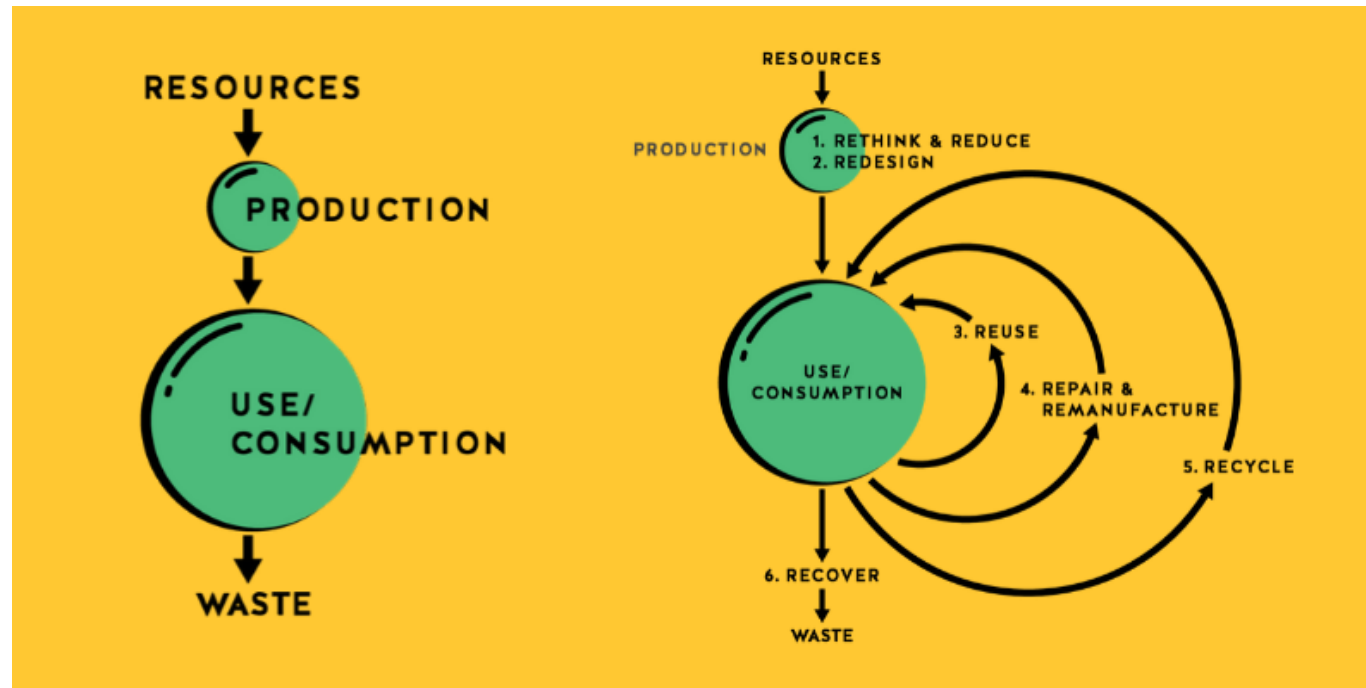 RESOURCES
PRODUCTION
USE/
CONSUMPTION
WASTE
RESOURCES
PRODUCTION
1. RETHINK & REDUCE
2. REDESIGN
USE/
CONSUMPTION
3. REUSE
4. REPAIR &
REMANUFACTURE
5. RECYCLE
6. RECOVER
WASTE